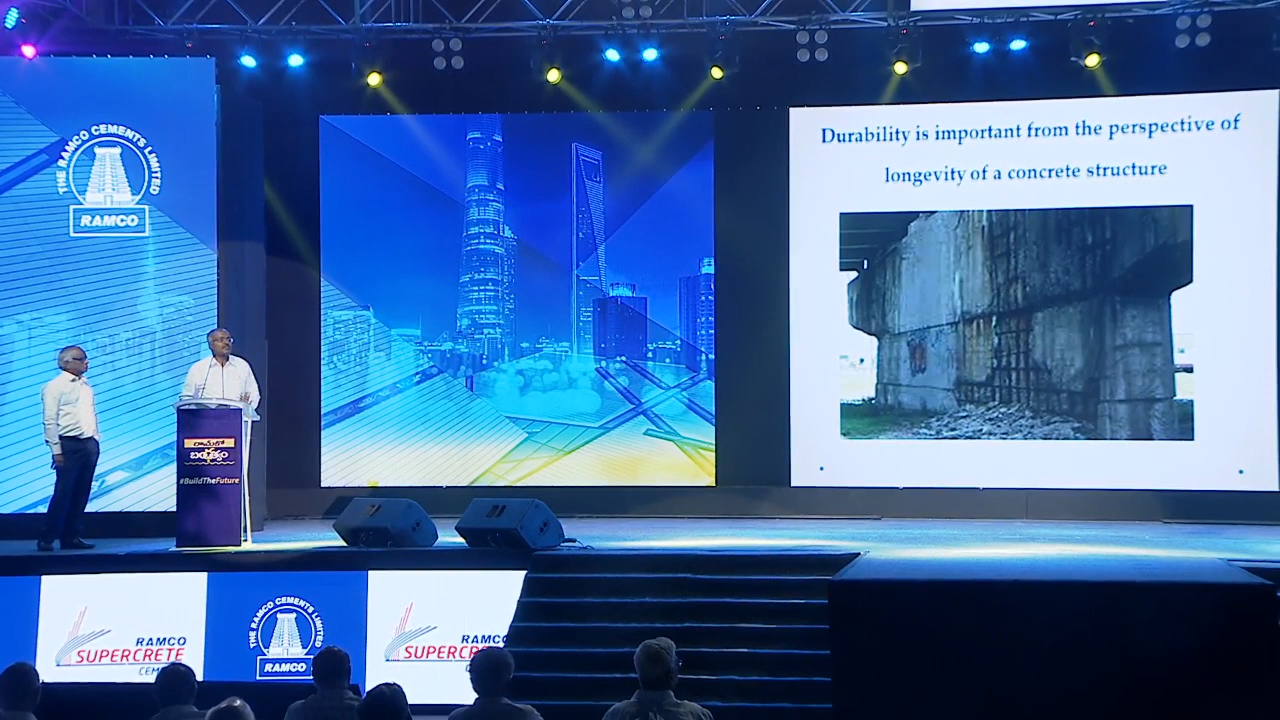 THE RAMCO CEMENTS LIMITED
RAMCO
Durability is important from the perspective of
longevity of a concrete structure
రామ్‌కో
#BuildTheFuture
RAMCO
SUPERCRETE
THE RAMCO CEMENTS LIMITED
RAMCO
RAMCO